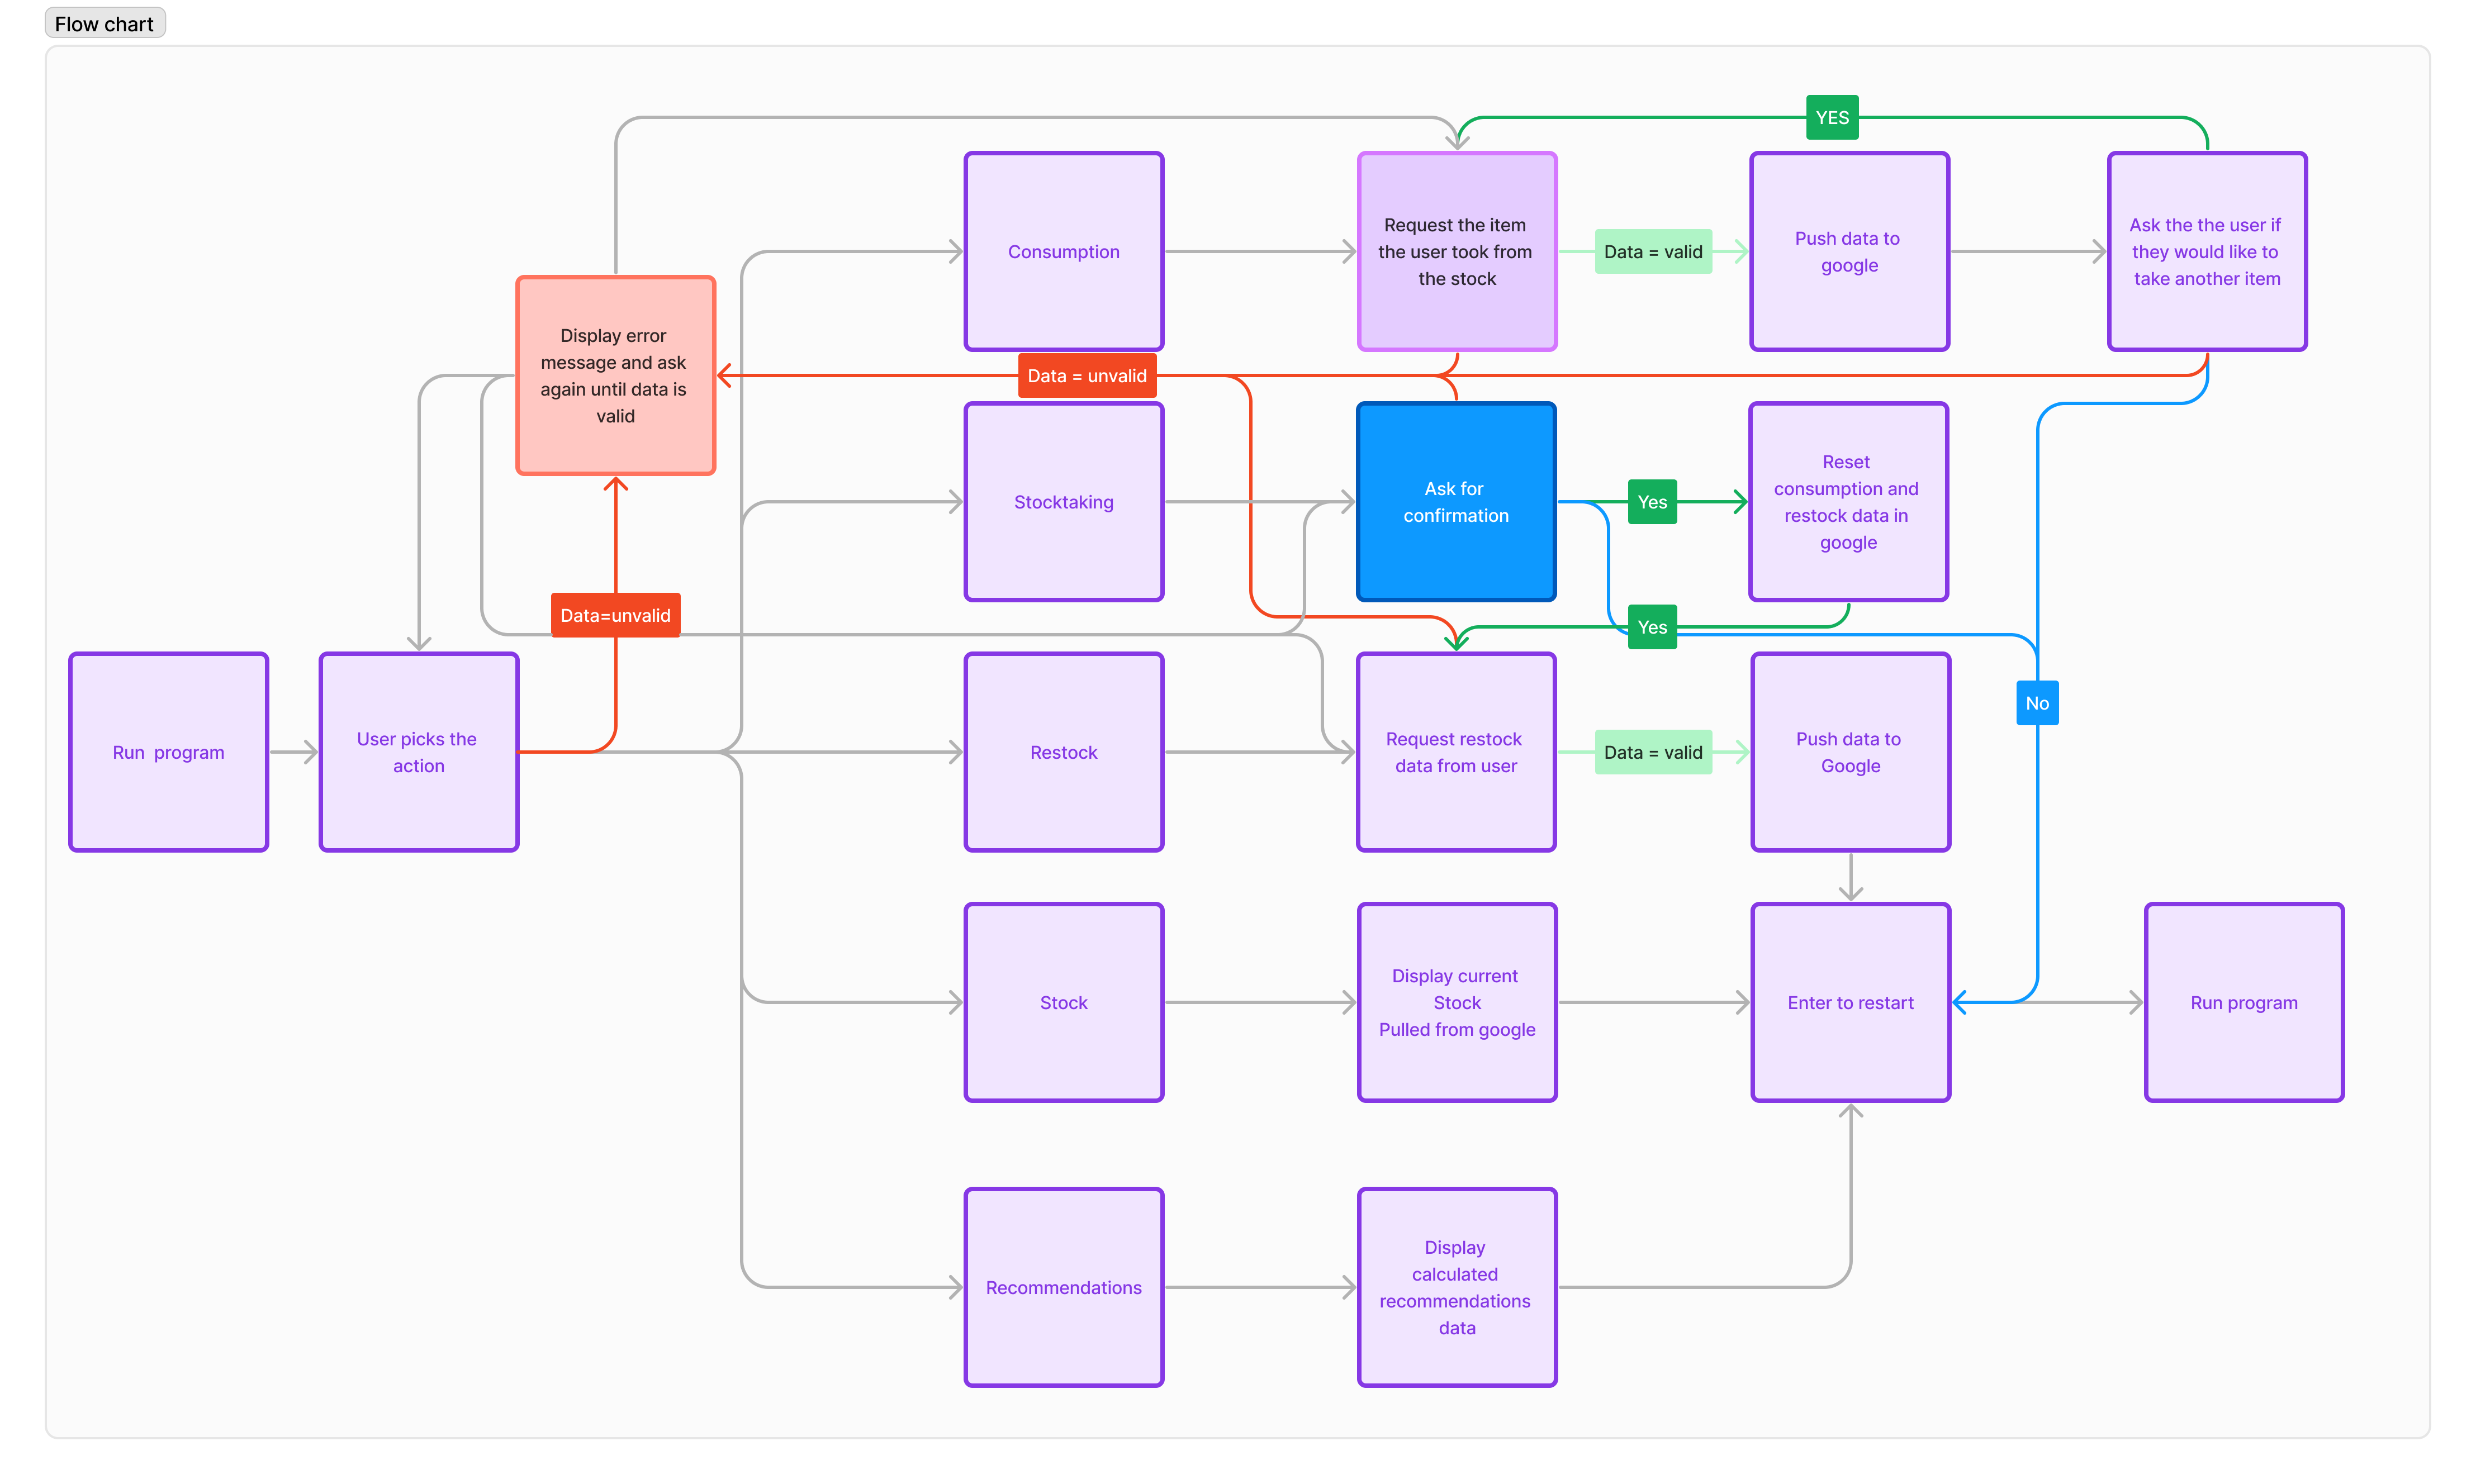 Flow chart
YES
Consumption
Request the item
the user took from
the stock
Data = valid
Push data to
google
Ask the the user if
they would like to
take another item
Display error
message and ask
again until data is
valid
Data = unvalid
Stocktaking
Ask for
confirmation
Yes
Reset
consumption and
restock data in
google
Data=unvalid
Yes
Run  program
User picks the
action
Restock
Request restock
data from user
Data = valid
Push data to
Google
No
Stock
Display current
Stock
Pulled from google
Enter to restart
Run program
Recommendations
Display
calculated
recommendations
data